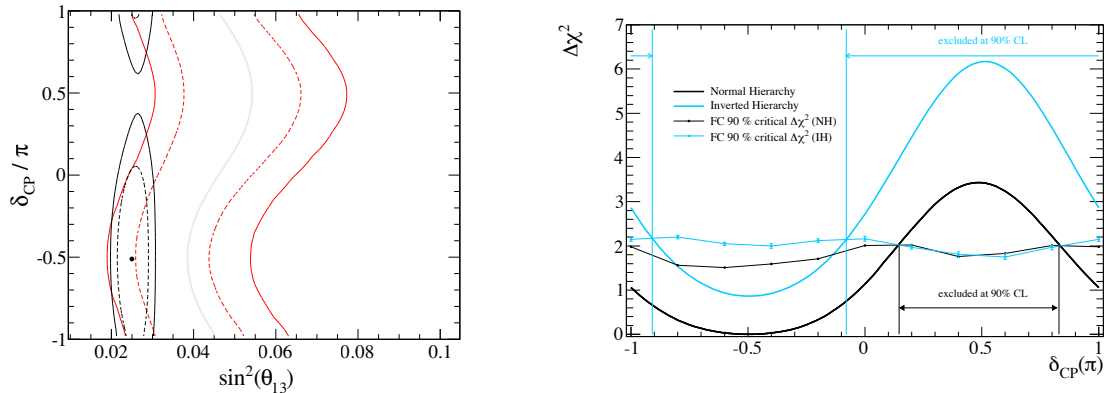 δ_CP / π
1
0.5
0
-0.5
-1
0.02
0.04
0.06
0.08
0.1
sin²(θ₁₃)
Δχ²
7
6
5
4
3
2
1
0
excluded at 90% CL
Normal Hierarchy
Inverted Hierarchy
FC 90 % critical Δχ² (NH)
FC 90 % critical Δχ² (IH)
excluded at 90% CL
-1
-0.5
0
0.5
1
δ_CP(π)